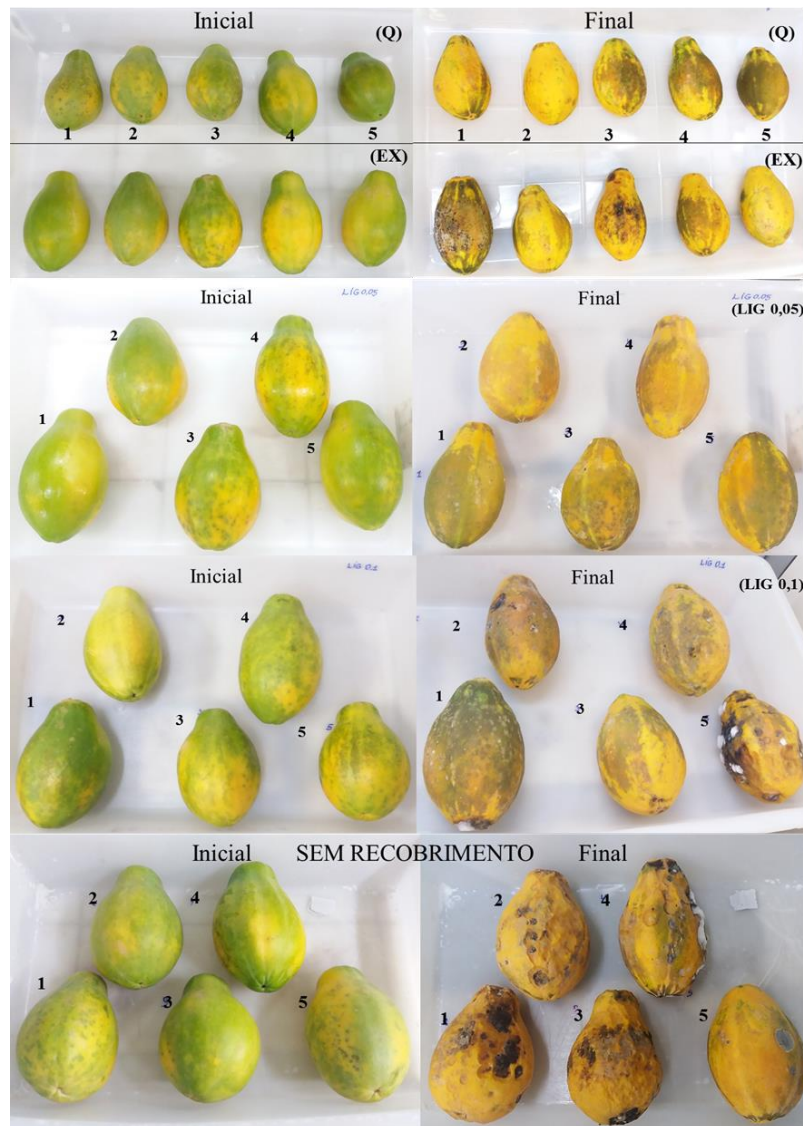 Inicial
(Q)
1 2 3 4 5
(EX)
Final
(Q)
1 2 3 4 5
(EX)
Inicial
LIG 0,05
2 4
1 3 5
Final
LIG 0,05
(LIG 0,05)
2 4
1 3 5
1
Inicial
LIG 0,1
2 4
1 3 5
5
Final
LIG 0,1
(LIG 0,1)
2 4
1 3 5
Inicial SEM RECOBRIMENTO Final
2 4
1 3 5
2 4
1 3 5